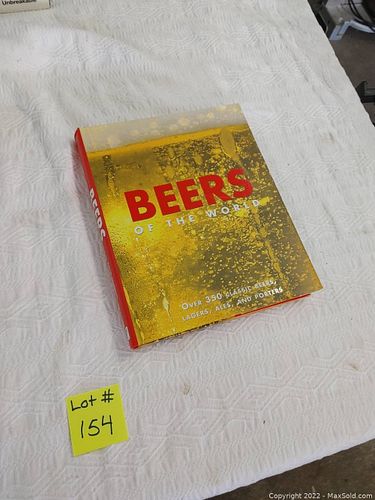 Unbreakable
BEERS
OF THE WORLD
OVER 350 CLASSIC BEERS,
LAGERS, ALES, AND PORTERS
BEERS
Lot #
154
Copyright 2022 - MaxSold.com